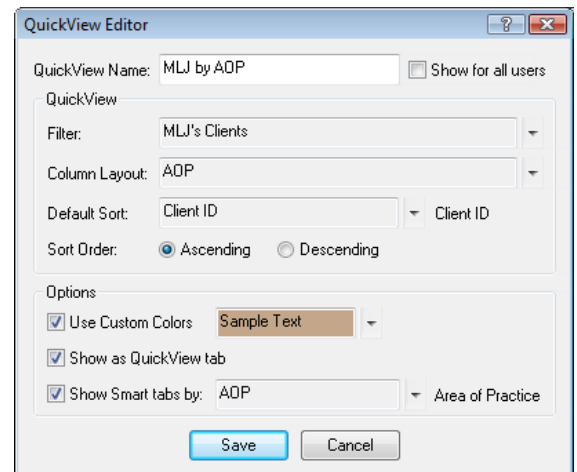 QuickView Editor
QuickView Name: MLJ by AOP Show for all users
QuickView
Filter: MLJ's Clients
Column Layout: AOP
Default Sort: Client ID Client ID
Sort Order: Ascending Descending
Options
Use Custom Colors Sample Text
Show as QuickView tab
Show Smart tabs by: AOP Area of Practice
Save Cancel